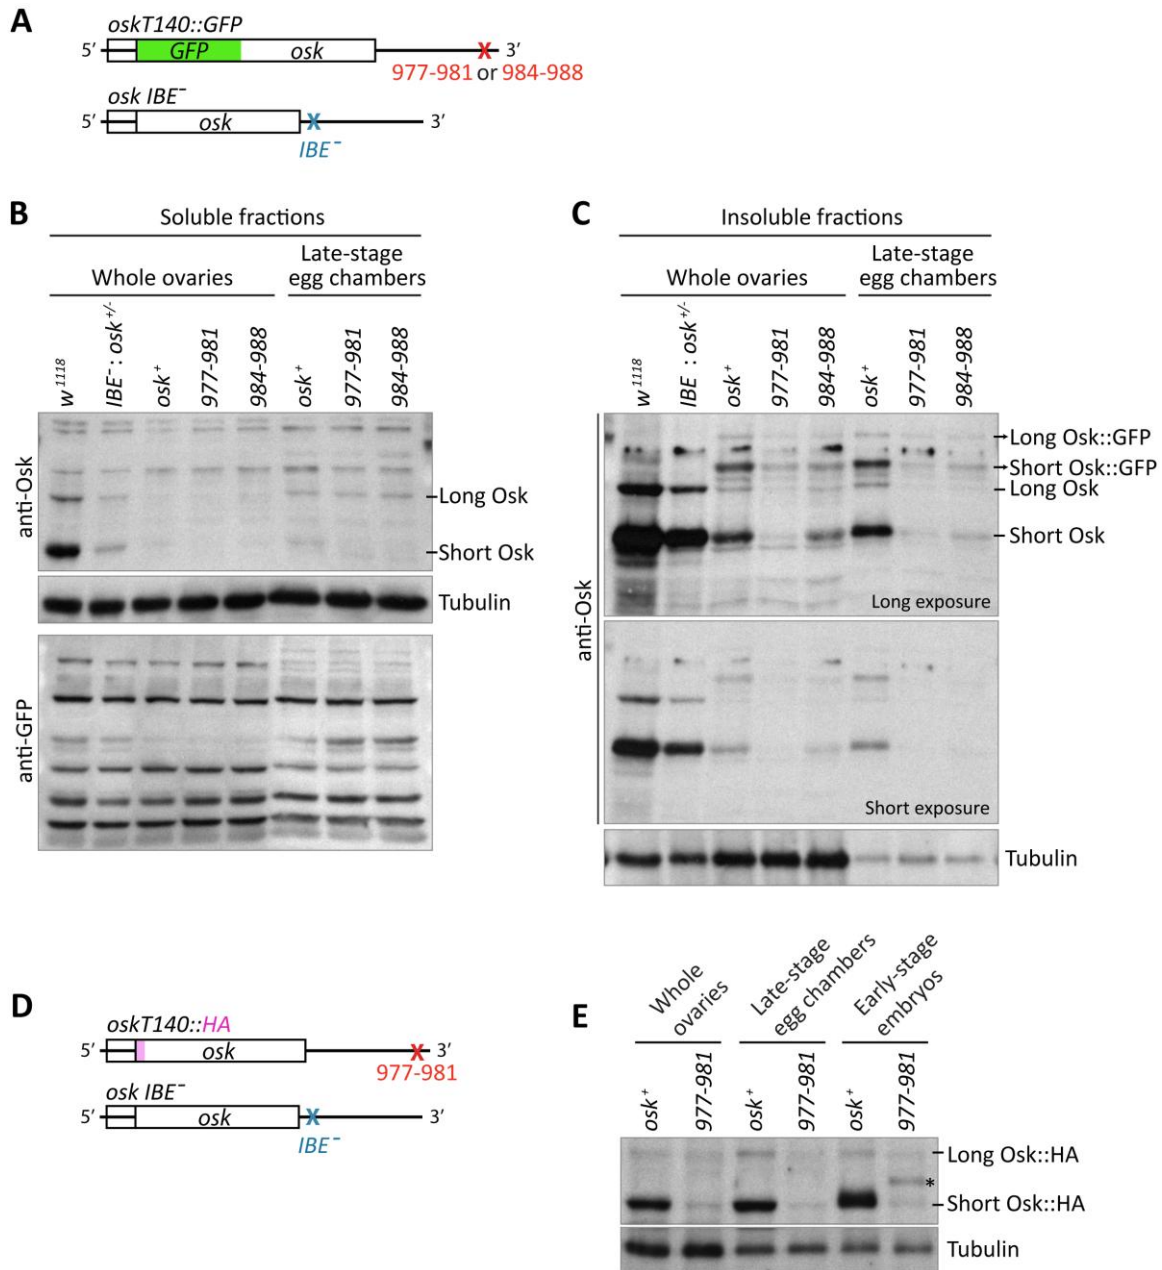 A
oskT140::GFP
5′ GFP osk 3′
977-981 or 984-988
osk IBE⁻
5′ osk 3′
IBE⁻
B
Soluble fractions
Whole ovaries
Late-stage
egg chambers
w¹¹¹⁸
IBE⁻: osk⁺/⁻
osk⁺
977-981
984-988
osk⁺
977-981
984-988
anti-Osk
Long Osk
Short Osk
Tubulin
anti-GFP
C
Insoluble fractions
Whole ovaries
Late-stage
egg chambers
w¹¹¹⁸
IBE⁻: osk⁺/⁻
osk⁺
977-981
984-988
osk⁺
977-981
984-988
anti-Osk
Long Osk::GFP
Short Osk::GFP
Long Osk
Short Osk
Long exposure
Short exposure
Tubulin
D
oskT140::HA
5′ osk 3′
977-981
osk IBE⁻
5′ osk 3′
IBE⁻
E
Whole
ovaries
Late-stage
egg chambers
Early-stage
embryos
osk⁺
977-981
osk⁺
977-981
osk⁺
977-981
Long Osk::HA
*
Short Osk::HA
Tubulin